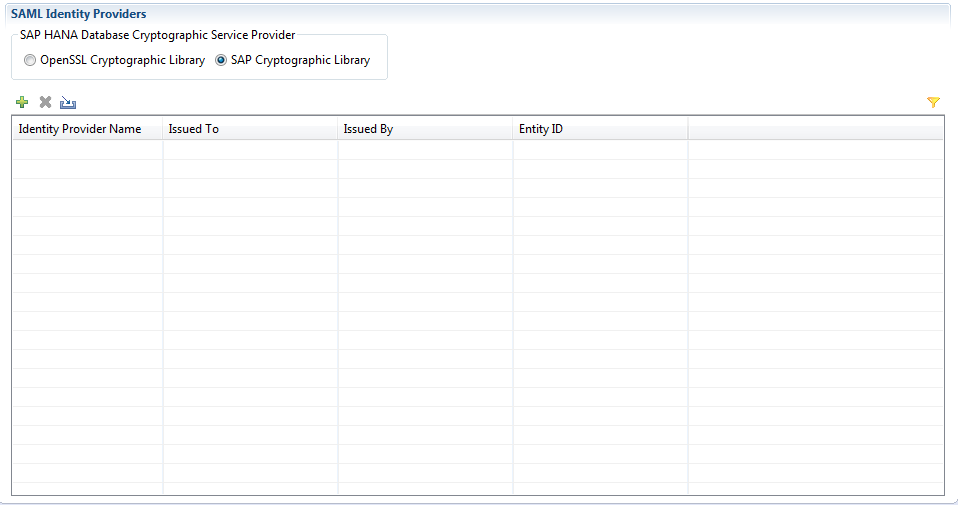 SAML Identity Providers
SAP HANA Database Cryptographic Service Provider
OpenSSL Cryptographic Library SAP Cryptographic Library
Identity Provider Name Issued To Issued By Entity ID